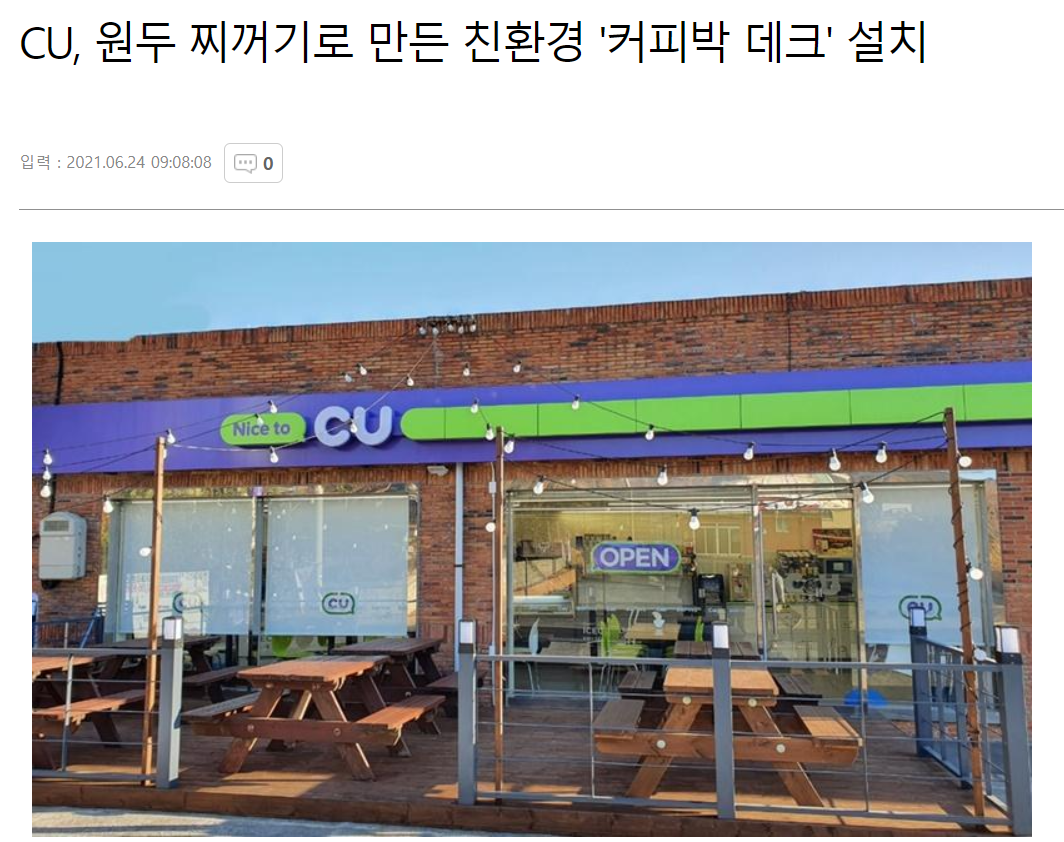 CU, 원두 찌꺼기로 만든 친환경 '커피박 데크' 설치
입력 : 2021.06.24 09:08:08 0
Nice to CU
OPEN
CU
CU